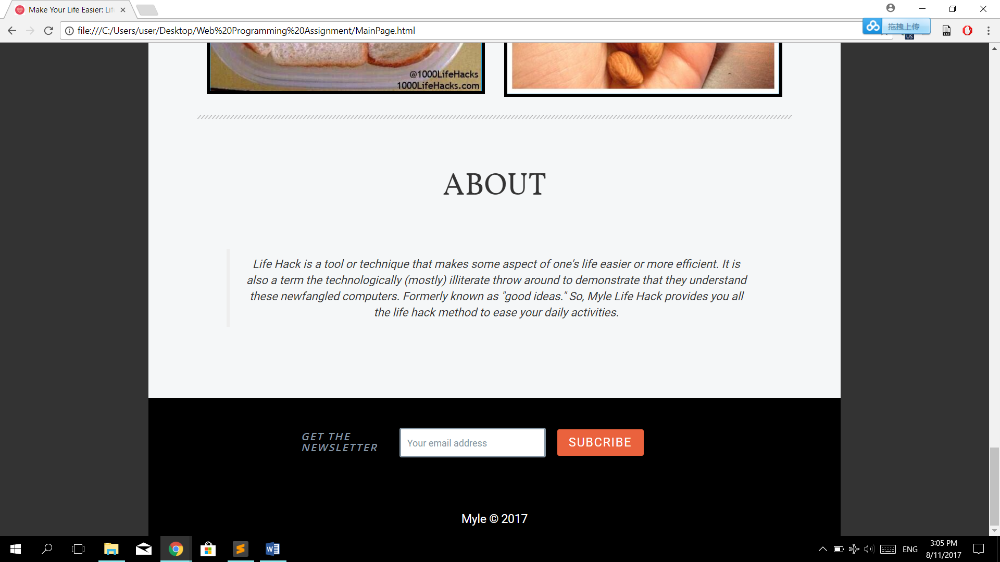 Make Your Life Easier: Lif
file:///C:/Users/user/Desktop/Web%20Programming%20Assignment/MainPage.html
拖拽上传
TXT
US
@1000LifeHacks
1000LifeHacks.com
ABOUT
Life Hack is a tool or technique that makes some aspect of one's life easier or more efficient. It is
also a term the technologically (mostly) illiterate throw around to demonstrate that they understand
these newfangled computers. Formerly known as "good ideas." So, Myle Life Hack provides you all
the life hack method to ease your daily activities.
GET THE
NEWSLETTER
Your email address
SUBCRIBE
Myle © 2017
ENG
3:05 PM
8/11/2017